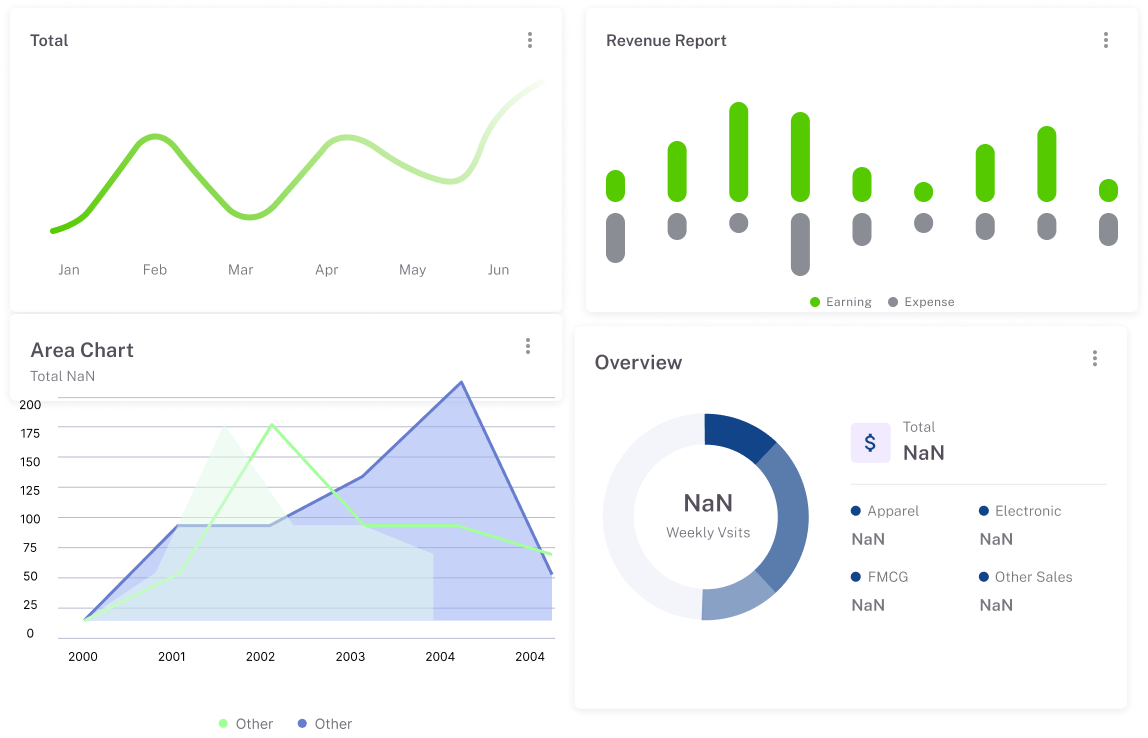 Total
Jan Feb Mar Apr May Jun
Revenue Report
Earning Expense
Area Chart
Total NaN
200
175
150
125
100
75
50
25
0
2000 2001 2002 2003 2004 2004
Other Other
Overview
NaN
Weekly Vsits
$
Total
NaN
Apparel Electronic
NaN NaN
FMCG Other Sales
NaN NaN